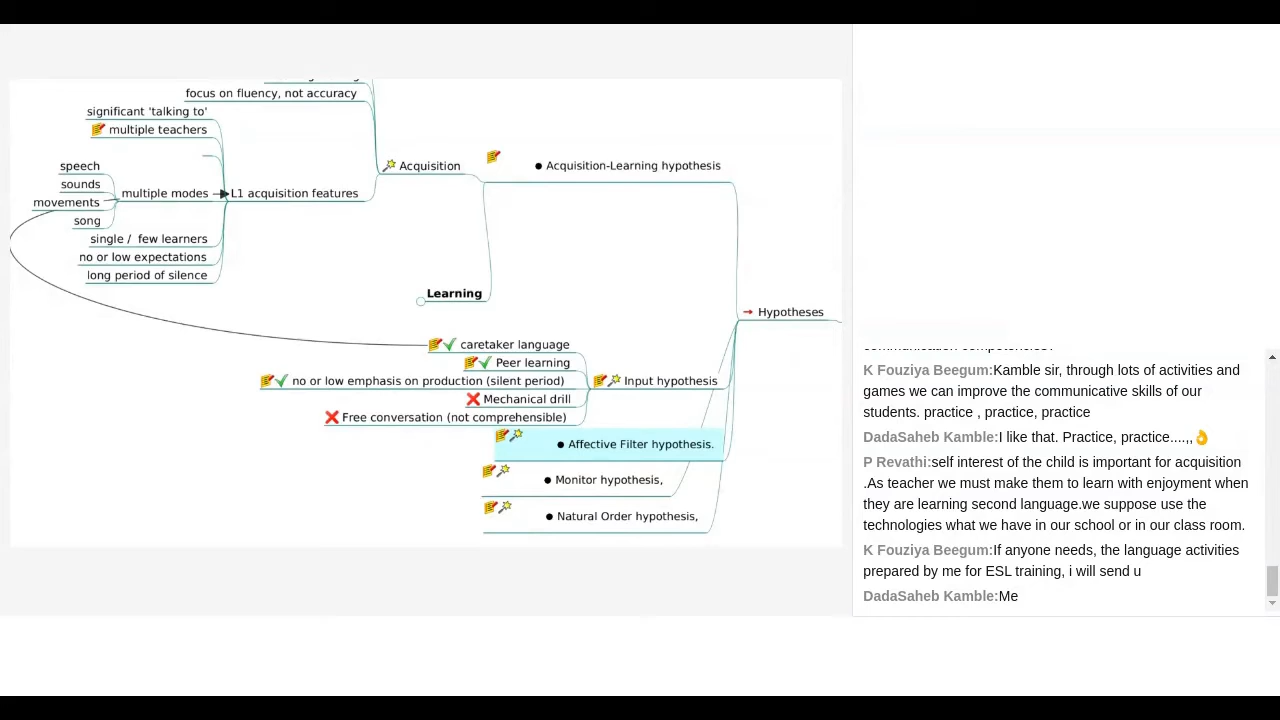 focus on fluency, not accuracy
significant 'talking to'
multiple teachers
speech
sounds
movements
song
multiple modes
L1 acquisition features
single / few learners
no or low expectations
long period of silence
Acquisition
● Acquisition-Learning hypothesis
Learning
Hypotheses
caretaker language
Peer learning
no or low emphasis on production (silent period)
Mechanical drill
Free conversation (not comprehensible)
Input hypothesis
● Affective Filter hypothesis.
● Monitor hypothesis,
● Natural Order hypothesis,
K Fouziya Beegum:Kamble sir, through lots of activities and
games we can improve the communicative skills of our
students. practice , practice, practice
DadaSaheb Kamble:I like that. Practice, practice....,,👌
P Revathi:self interest of the child is important for acquisition
.As teacher we must make them to learn with enjoyment when
they are learning second language.we suppose use the
technologies what we have in our school or in our class room.
K Fouziya Beegum:If anyone needs, the language activities
prepared by me for ESL training, i will send u
DadaSaheb Kamble:Me